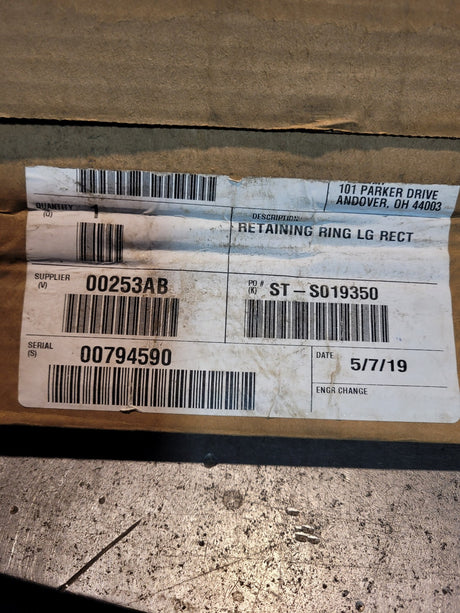 101 PARKER DRIVE
ANDOVER, OH 44003
QUANTITY
(Q)
1
DESCRIPTION
RETAINING RING LG RECT
SUPPLIER
(V)
00253AB
PO #
(K)
ST-S019350
SERIAL
(S)
00794590
DATE
5/7/19
ENGR CHANGE